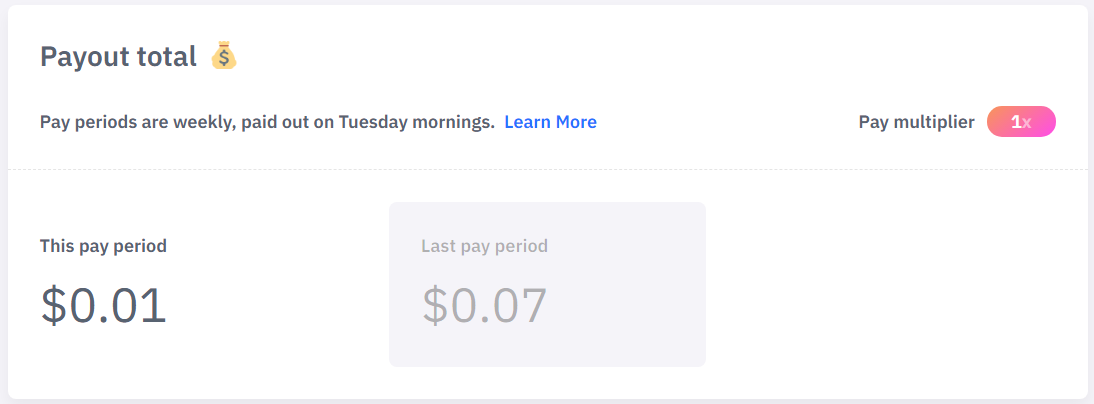 Payout total 💰
Pay periods are weekly, paid out on Tuesday mornings. Learn More
Pay multiplier 1x
This pay period
$0.01
Last pay period
$0.07